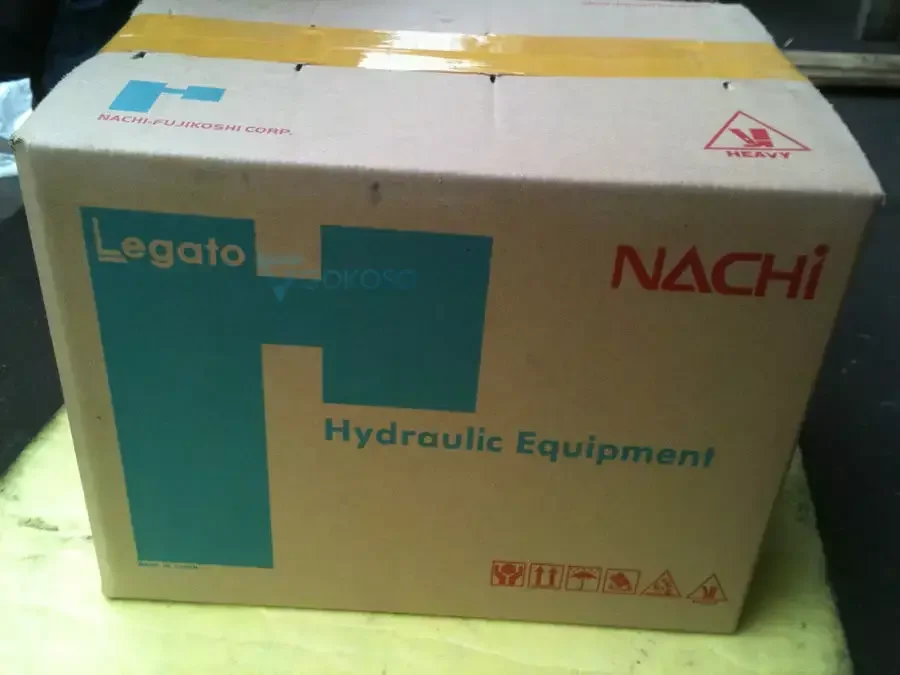 NACHI-FUJIKOSHI CORP.
HEAVY
Legato
NACHi
Hydraulic Equipment